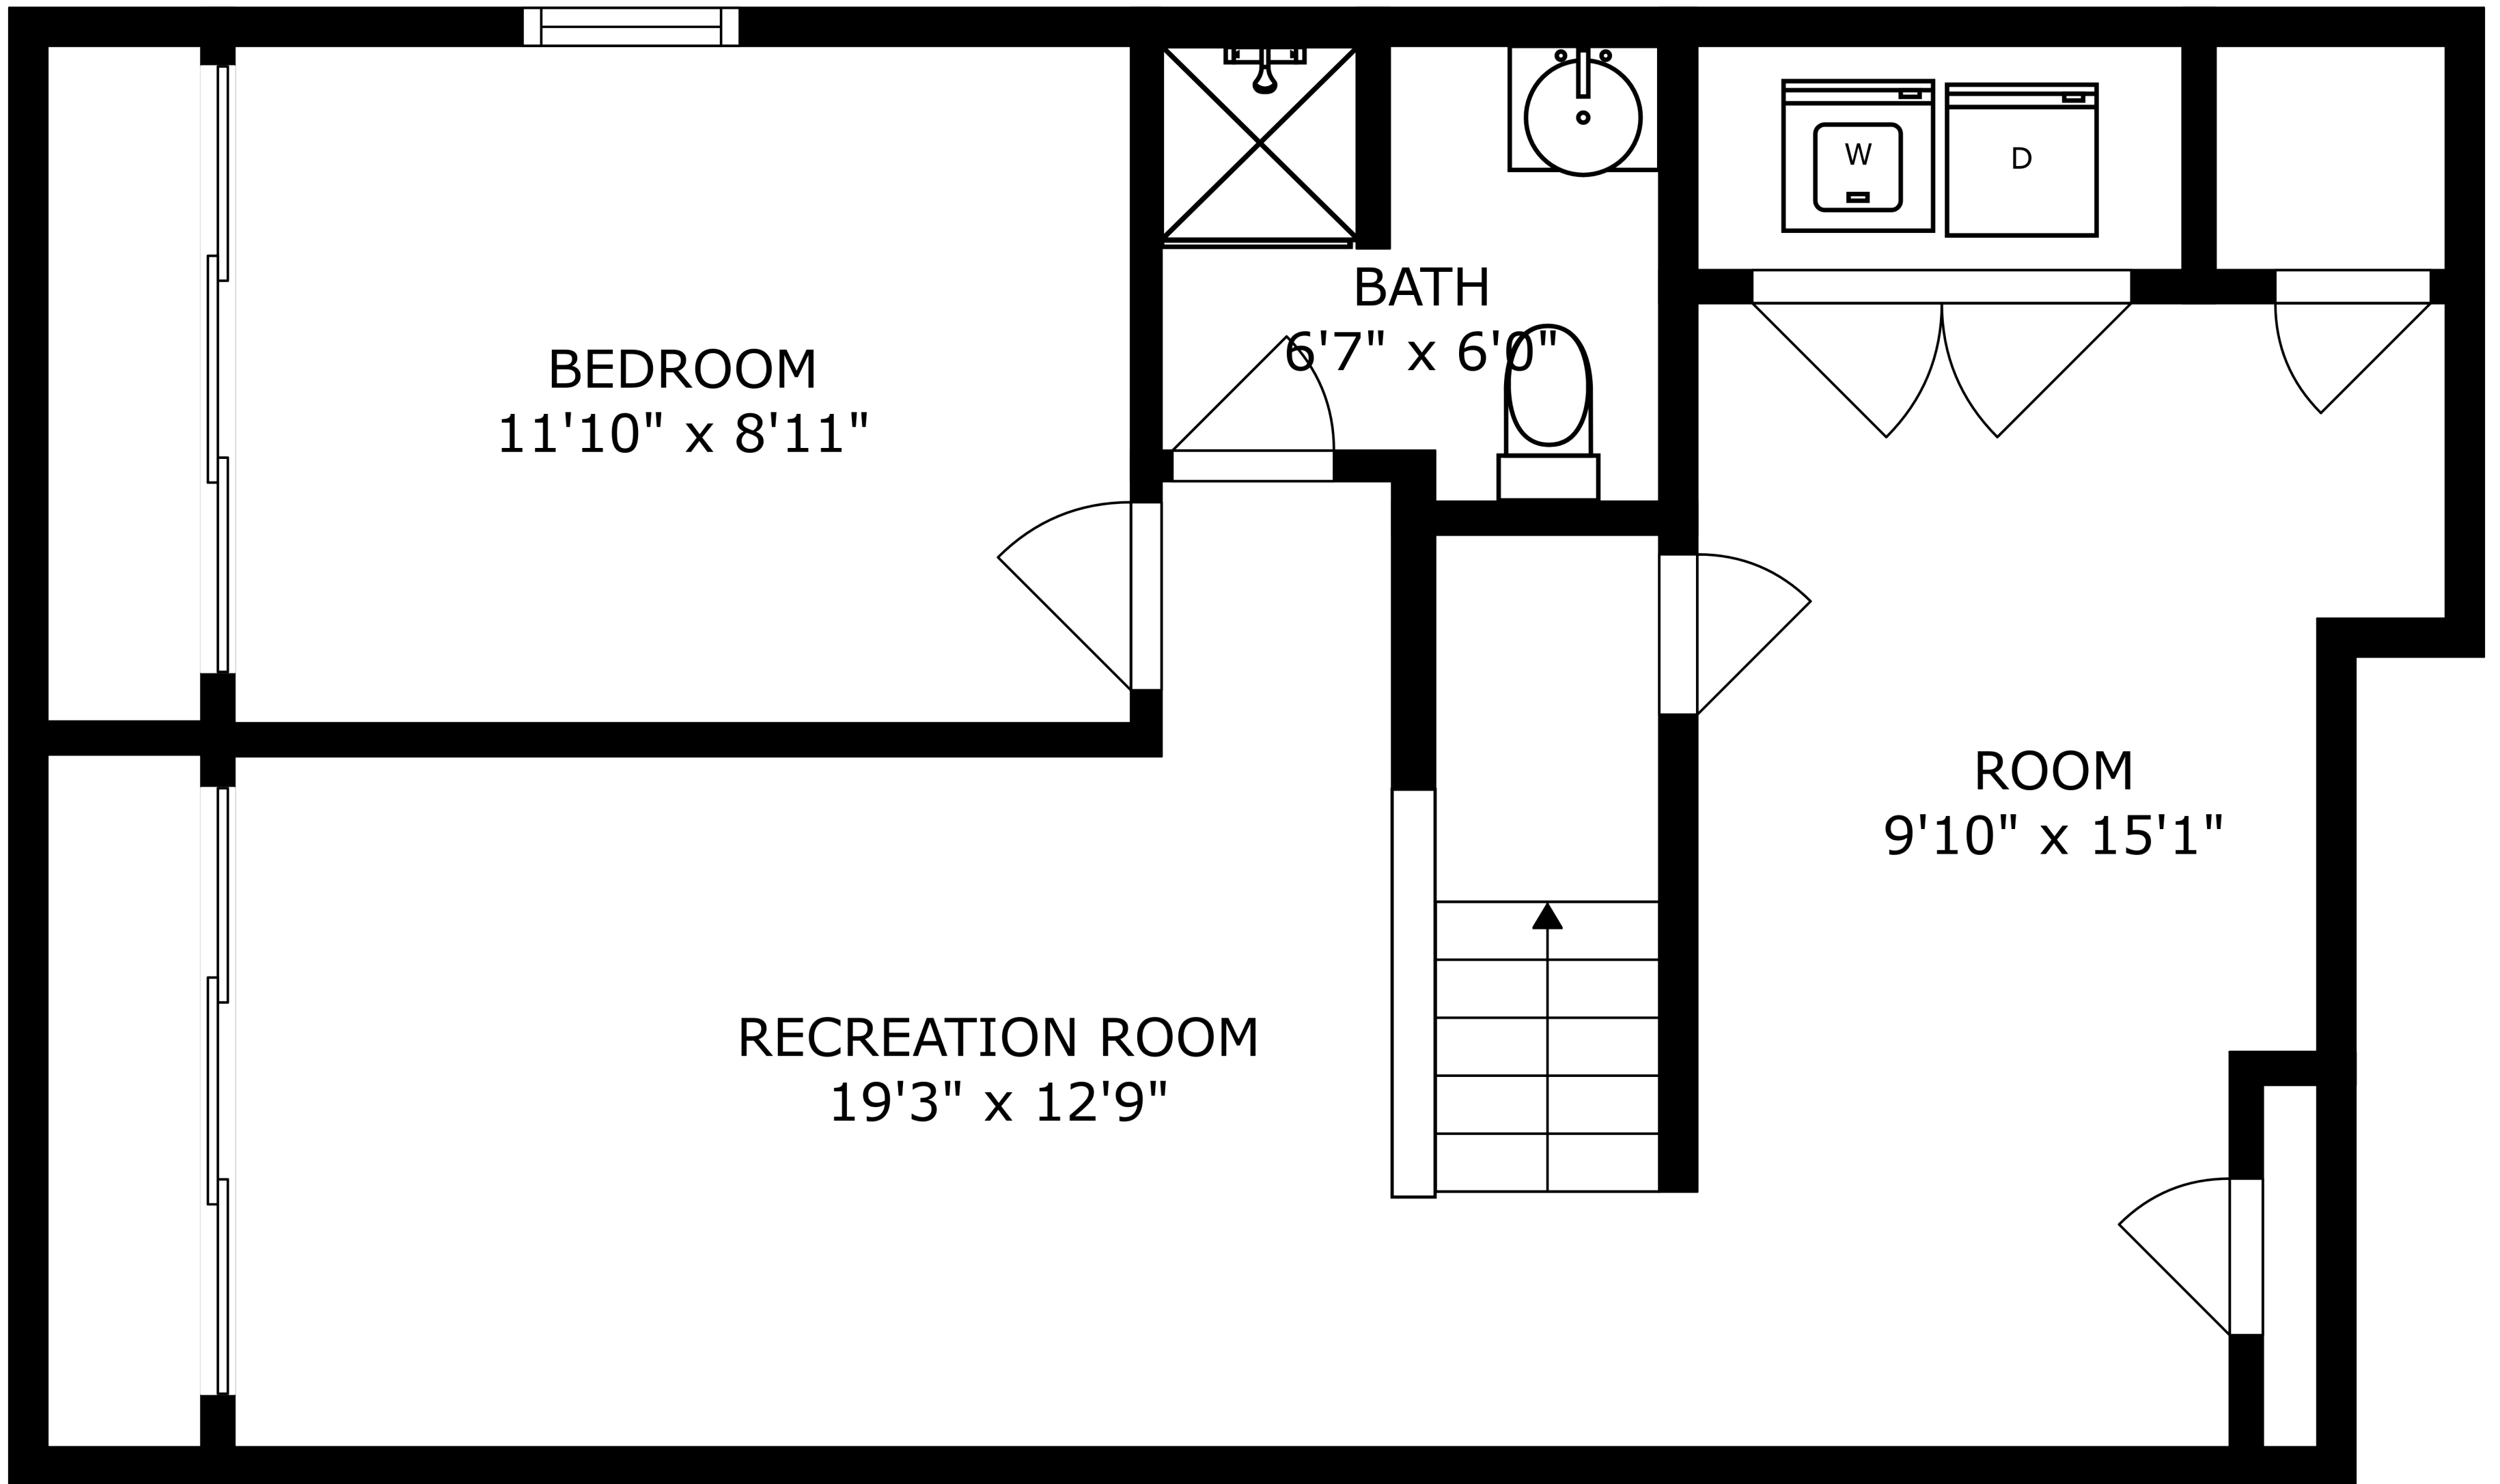 W
D
BATH
6'7" x 6'0"
BEDROOM
11'10" x 8'11"
ROOM
9'10" x 15'1"
RECREATION ROOM
19'3" x 12'9"